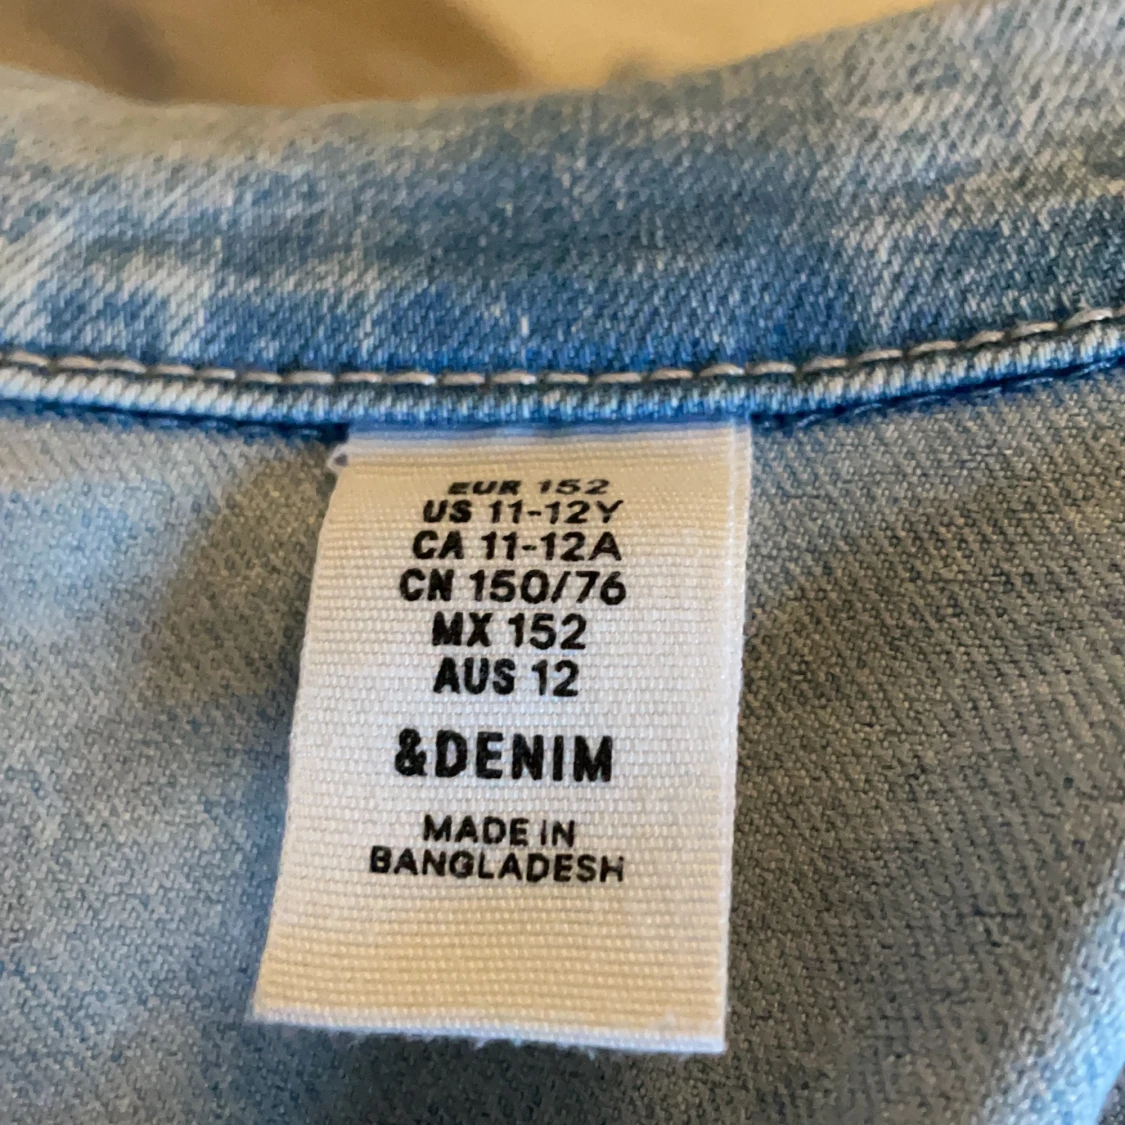 EUR 152
US 11-12Y
CA 11-12A
CN 150/76
MX 152
AUS 12
&DENIM
MADE IN
BANGLADESH